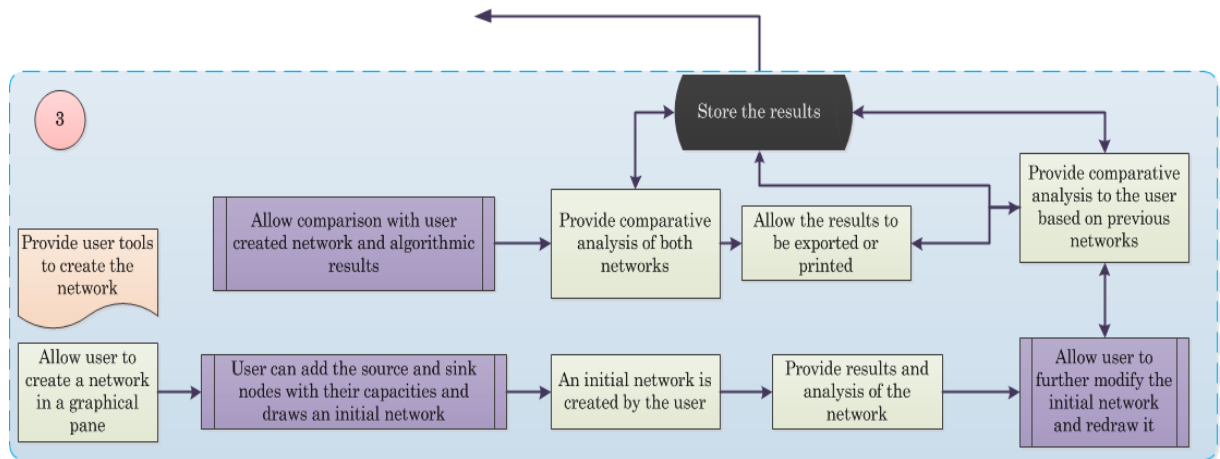 3
Store the results
Provide user tools
to create the
network
Allow comparison with user
created network and algorithmic
results
Provide comparative
analysis of both
networks
Allow the results to
be exported or
printed
Provide comparative
analysis to the user
based on previous
networks
Allow user to
create a network
in a graphical
pane
User can add the source and sink
nodes with their capacities and
draws an initial network
An initial network is
created by the user
Provide results and
analysis of the
network
Allow user to
further modify the
initial network
and redraw it